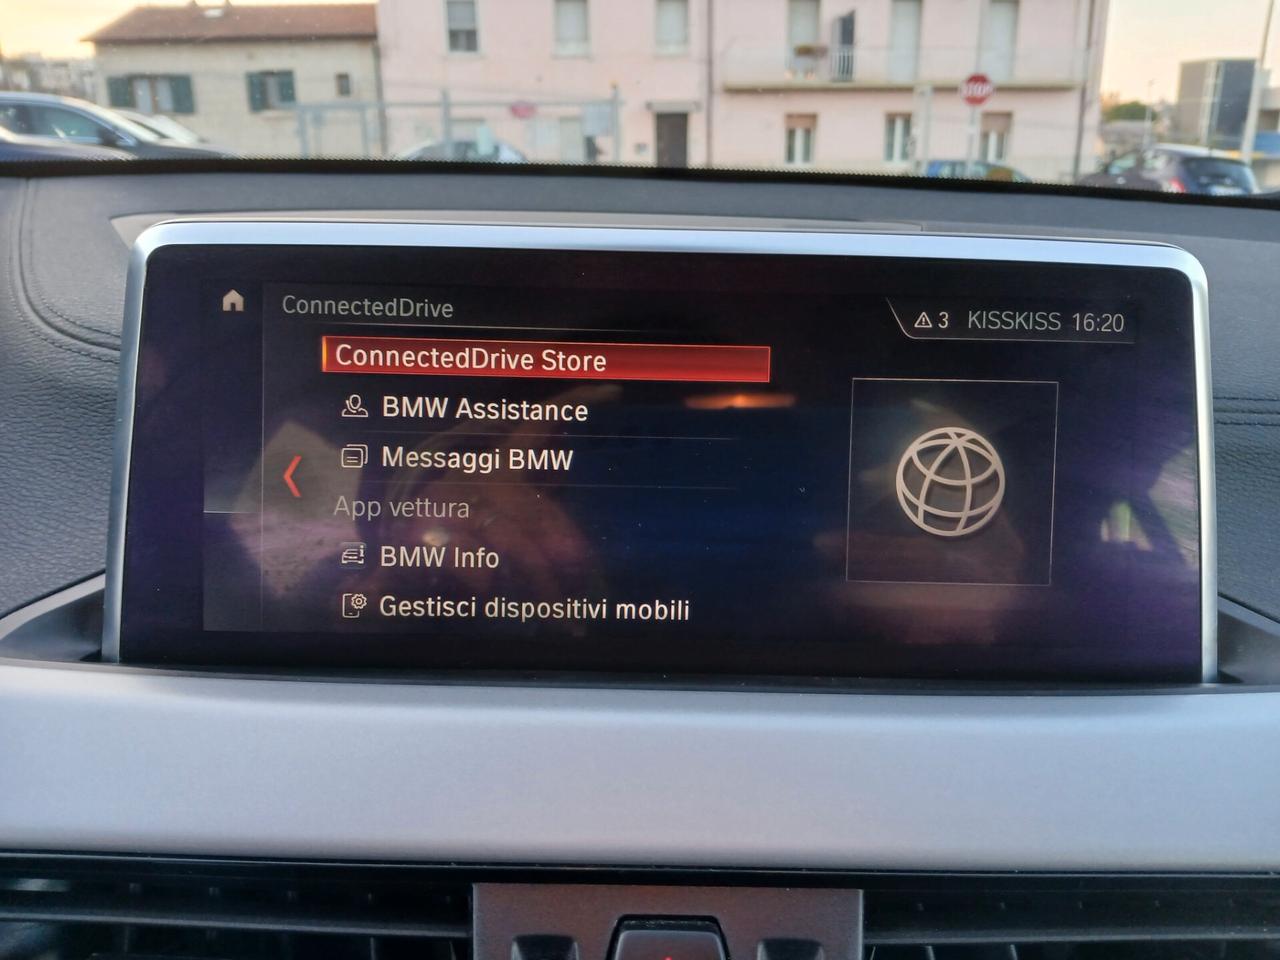 ConnectedDrive
3 KISSKISS 16:20
ConnectedDrive Store
BMW Assistance
Messaggi BMW
App vettura
BMW Info
Gestisci dispositivi mobili
STOP